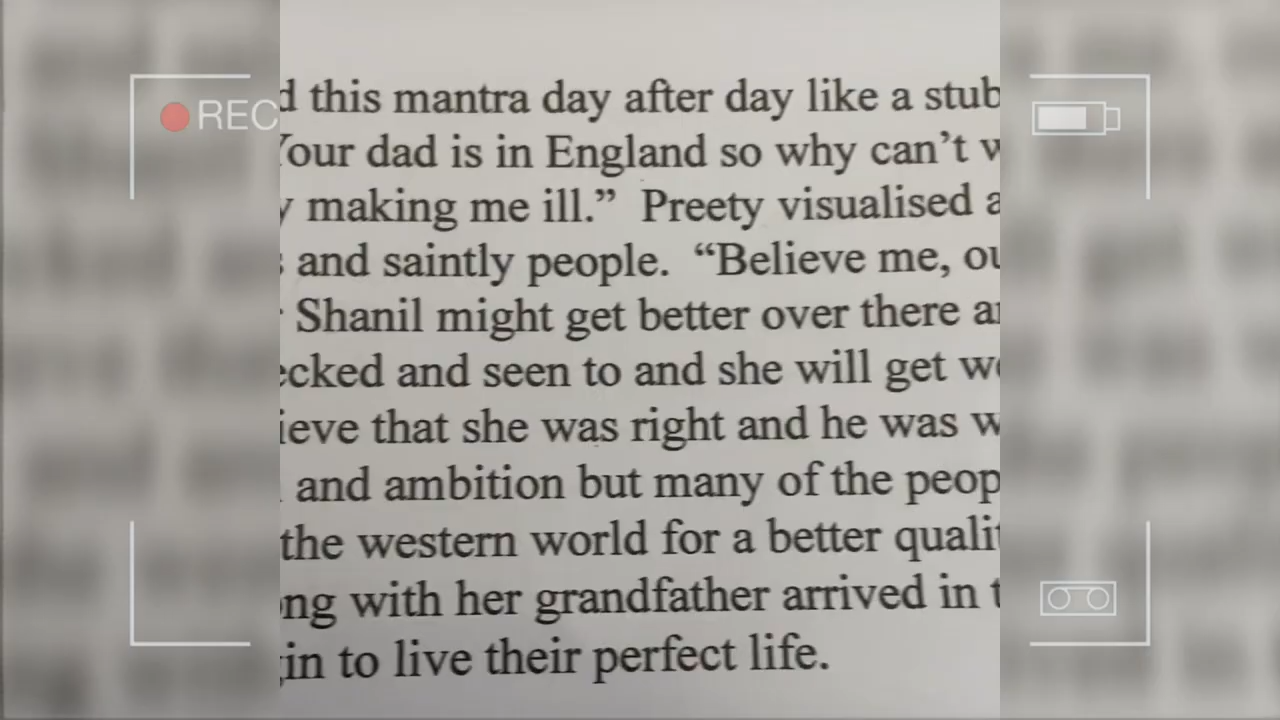 REC
d this mantra day after day like a stub
Your dad is in England so why can’t w
y making me ill.”  Preety visualised a
s and saintly people.  “Believe me, ou
Shanil might get better over there an
ecked and seen to and she will get we
ieve that she was right and he was w
and ambition but many of the peop
the western world for a better qualit
ng with her grandfather arrived in t
in to live their perfect life.